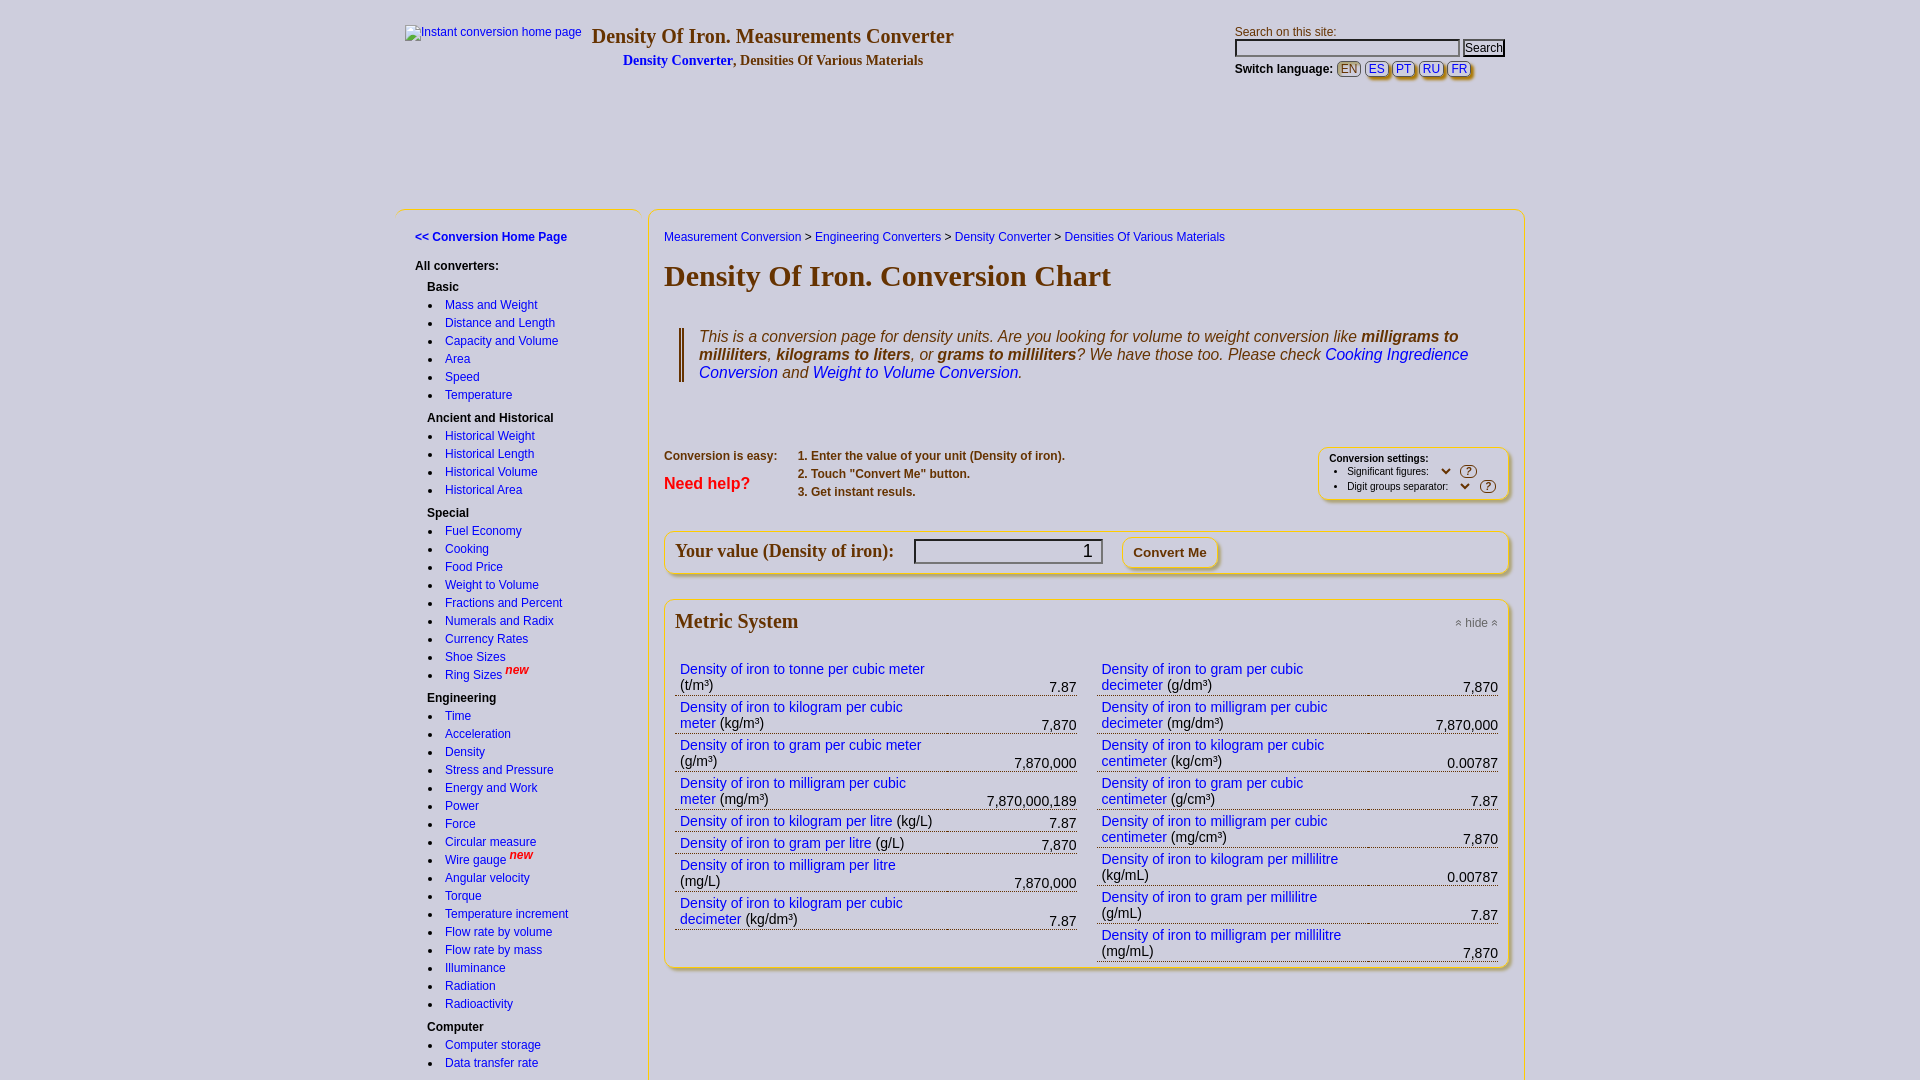 Instant conversion home page
Density Of Iron. Measurements Converter
Density Converter, Densities Of Various Materials
Search on this site:
Search
Switch language: EN ES PT RU FR
<< Conversion Home Page
All converters:
Basic
Mass and Weight
Distance and Length
Capacity and Volume
Area
Speed
Temperature
Ancient and Historical
Historical Weight
Historical Length
Historical Volume
Historical Area
Special
Fuel Economy
Cooking
Food Price
Weight to Volume
Fractions and Percent
Numerals and Radix
Currency Rates
Shoe Sizes
Ring Sizes new
Engineering
Time
Acceleration
Density
Stress and Pressure
Energy and Work
Power
Force
Circular measure
Wire gauge new
Angular velocity
Torque
Temperature increment
Flow rate by volume
Flow rate by mass
Illuminance
Radiation
Radioactivity
Computer
Computer storage
Data transfer rate
Measurement Conversion > Engineering Converters > Density Converter > Densities Of Various Materials
Density Of Iron. Conversion Chart
This is a conversion page for density units. Are you looking for volume to weight conversion like milligrams to
milliliters, kilograms to liters, or grams to milliliters? We have those too. Please check Cooking Ingredience
Conversion and Weight to Volume Conversion.
Conversion is easy:
Need help?
1. Enter the value of your unit (Density of iron).
2. Touch "Convert Me" button.
3. Get instant resuls.
Conversion settings:
Significant figures: ?
Digit groups separator: ?
Your value (Density of iron): 1 Convert Me
Metric System
« hide «
Density of iron to tonne per cubic meter
(t/m³) 7.87
Density of iron to kilogram per cubic
meter (kg/m³) 7,870
Density of iron to gram per cubic meter
(g/m³) 7,870,000
Density of iron to milligram per cubic
meter (mg/m³) 7,870,000,189
Density of iron to kilogram per litre (kg/L) 7.87
Density of iron to gram per litre (g/L) 7,870
Density of iron to milligram per litre
(mg/L) 7,870,000
Density of iron to kilogram per cubic
decimeter (kg/dm³) 7.87
Density of iron to gram per cubic
decimeter (g/dm³) 7,870
Density of iron to milligram per cubic
decimeter (mg/dm³) 7,870,000
Density of iron to kilogram per cubic
centimeter (kg/cm³) 0.00787
Density of iron to gram per cubic
centimeter (g/cm³) 7.87
Density of iron to milligram per cubic
centimeter (mg/cm³) 7,870
Density of iron to kilogram per millilitre
(kg/mL) 0.00787
Density of iron to gram per millilitre
(g/mL) 7.87
Density of iron to milligram per millilitre
(mg/mL) 7,870